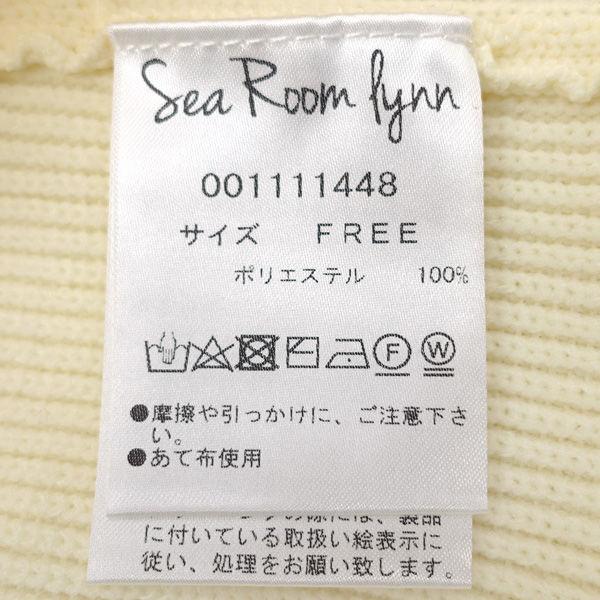 Sea Room lynn
001111448
サイズ FREE
ポリエステル 100%
F W
●摩擦や引っかけに、ご注意下さ
い。
●あて布使用
に付いている取扱い絵表示に
従い、処理をお願い致します。